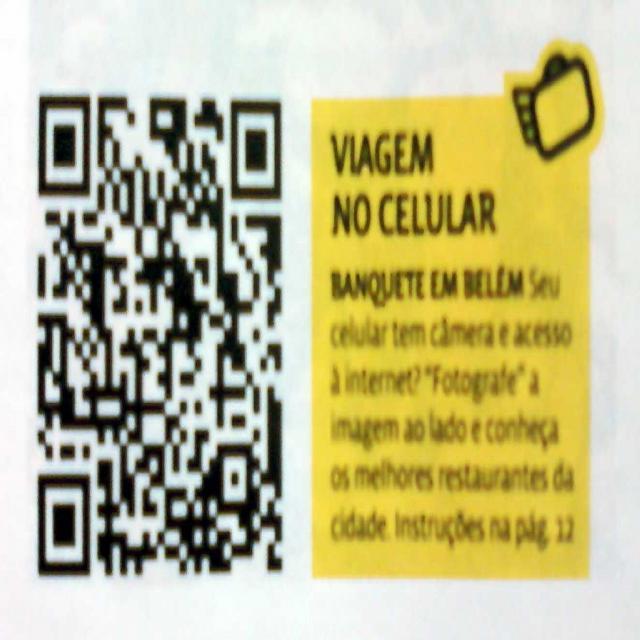 VIAGEM
NO CELULAR
BANQUETE EM BELÉM Seu
celular tem câmera e acesso
à internet? "Fotografe" a
imagem ao lado e conheça
os melhores restaurantes da
cidade. Instruções na pág. 12